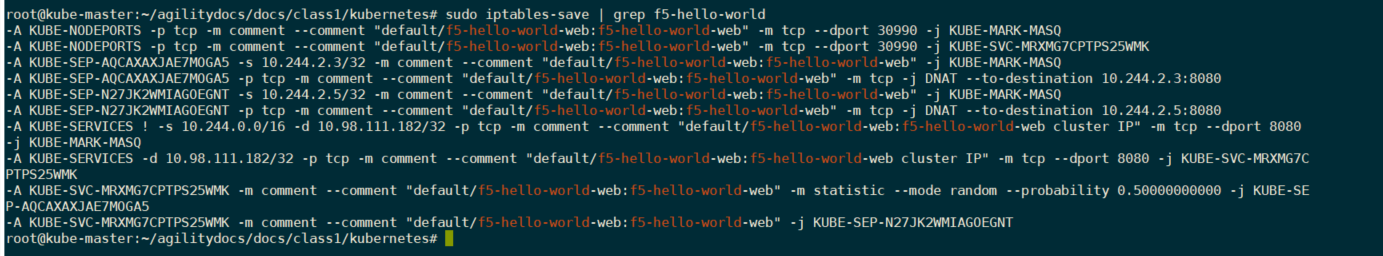 root@kube-master:~/agilitydocs/docs/class1/kubernetes# sudo iptables-save | grep f5-hello-world
-A KUBE-NODEPORTS -p tcp -m comment --comment "default/f5-hello-world-web:f5-hello-world-web" -m tcp --dport 30990 -j KUBE-MARK-MASQ
-A KUBE-NODEPORTS -p tcp -m comment --comment "default/f5-hello-world-web:f5-hello-world-web" -m tcp --dport 30990 -j KUBE-SVC-MRXMG7CPTPS25WMK
-A KUBE-SEP-AQCAXAXJAE7MOGA5 -s 10.244.2.3/32 -m comment --comment "default/f5-hello-world-web:f5-hello-world-web" -j KUBE-MARK-MASQ
-A KUBE-SEP-AQCAXAXJAE7MOGA5 -p tcp -m comment --comment "default/f5-hello-world-web:f5-hello-world-web" -m tcp -j DNAT --to-destination 10.244.2.3:8080
-A KUBE-SEP-N27JK2WMIAGOEGNT -s 10.244.2.5/32 -m comment --comment "default/f5-hello-world-web:f5-hello-world-web" -j KUBE-MARK-MASQ
-A KUBE-SEP-N27JK2WMIAGOEGNT -p tcp -m comment --comment "default/f5-hello-world-web:f5-hello-world-web" -m tcp -j DNAT --to-destination 10.244.2.5:8080
-A KUBE-SERVICES ! -s 10.244.0.0/16 -d 10.98.111.182/32 -p tcp -m comment --comment "default/f5-hello-world-web:f5-hello-world-web cluster IP" -m tcp --dport 8080
-j KUBE-MARK-MASQ
-A KUBE-SERVICES -d 10.98.111.182/32 -p tcp -m comment --comment "default/f5-hello-world-web:f5-hello-world-web cluster IP" -m tcp --dport 8080 -j KUBE-SVC-MRXMG7C
PTPS25WMK
-A KUBE-SVC-MRXMG7CPTPS25WMK -m comment --comment "default/f5-hello-world-web:f5-hello-world-web" -m statistic --mode random --probability 0.50000000000 -j KUBE-SE
P-AQCAXAXJAE7MOGA5
-A KUBE-SVC-MRXMG7CPTPS25WMK -m comment --comment "default/f5-hello-world-web:f5-hello-world-web" -j KUBE-SEP-N27JK2WMIAGOEGNT
root@kube-master:~/agilitydocs/docs/class1/kubernetes#